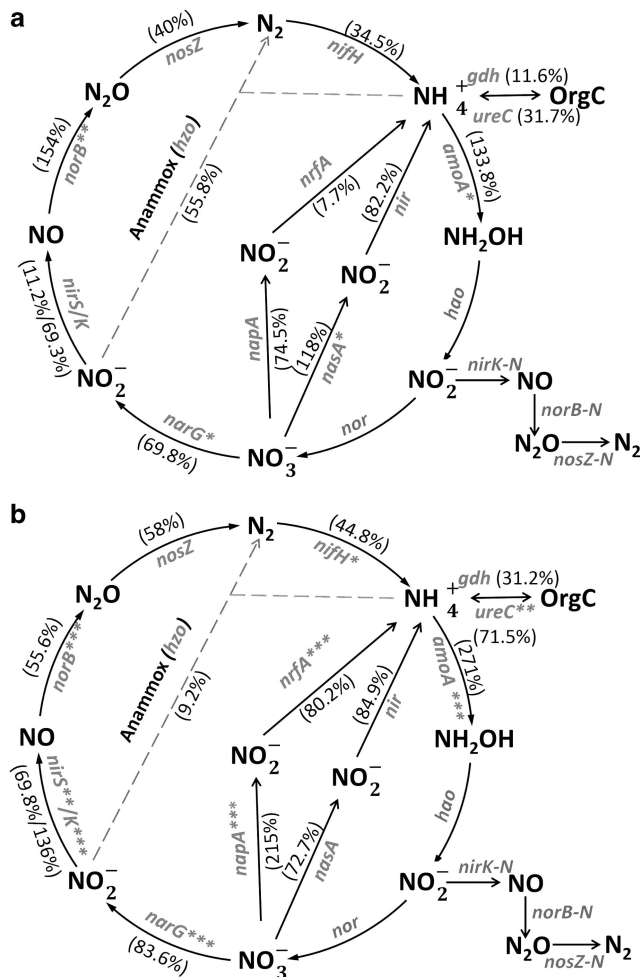 a
(40%)
nosZ
N₂
(34.5%)
nifH
N₂O
NH₄⁺
gdh (11.6%)
OrgC
ureC (31.7%)
(154%)
norB**
Anammox (hzo)
(55.8%)
nrfA
(7.7%)
(82.2%)
nir
amoA*
(133.8%)
NO
NO₂⁻
NO₂⁻
NH₂OH
nirS/K
(11.2%/69.3%)
napA
(74.5%)
(118%)
nasA*
hao
NO₂⁻
NO₂⁻
nirK-N
NO
norB-N
narG*
(69.8%)
NO₃⁻
nor
N₂O
nosZ-N
N₂
b
(58%)
nosZ
N₂
(44.8%)
nifH*
N₂O
NH₄⁺
gdh (31.2%)
OrgC
ureC**
(71.5%)
(55.6%)
norB***
Anammox (hzo)
(9.2%)
nrfA***
(80.2%)
(84.9%)
nir
amoA***
(271%)
NO
NO₂⁻
NO₂⁻
NH₂OH
nirS**/K***
(69.8%/136%)
napA***
(215%)
(72.7%)
nasA
hao
NO₂⁻
NO₂⁻
nirK-N
NO
norB-N
narG***
(83.6%)
NO₃⁻
nor
N₂O
nosZ-N
N₂